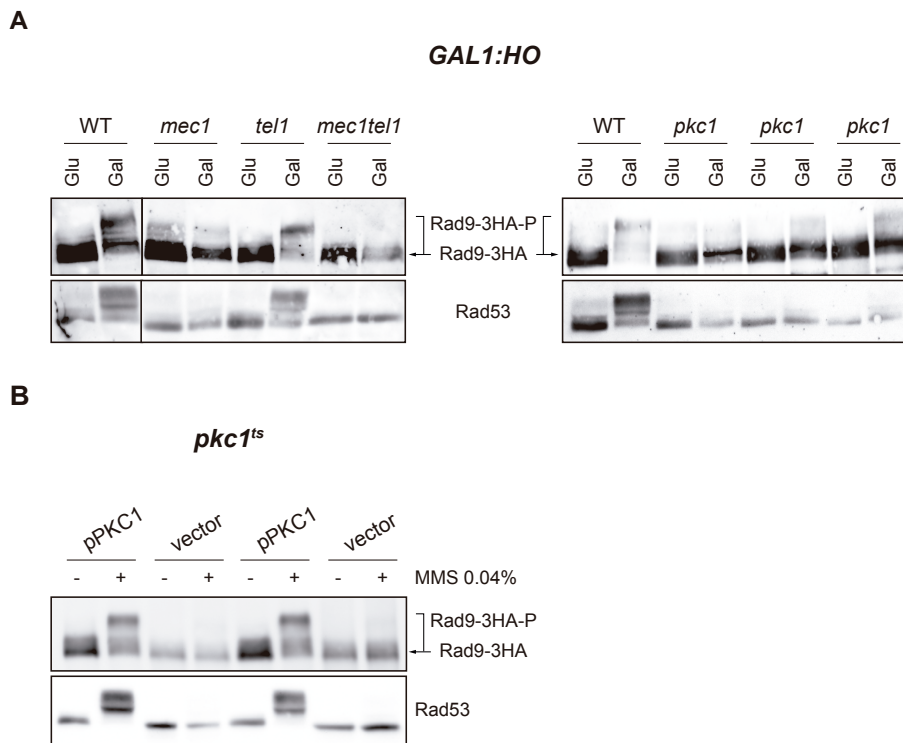 A
GAL1:HO
WT mec1 tel1 mec1tel1 WT pkc1 pkc1 pkc1
Glu Gal Glu Gal Glu Gal Glu Gal Glu Gal Glu Gal Glu Gal Glu Gal
Rad9-3HA-P
Rad9-3HA
Rad53
B
pkc1ts
pPKC1 vector pPKC1 vector
- + - + - + - + MMS 0.04%
Rad9-3HA-P
Rad9-3HA
Rad53